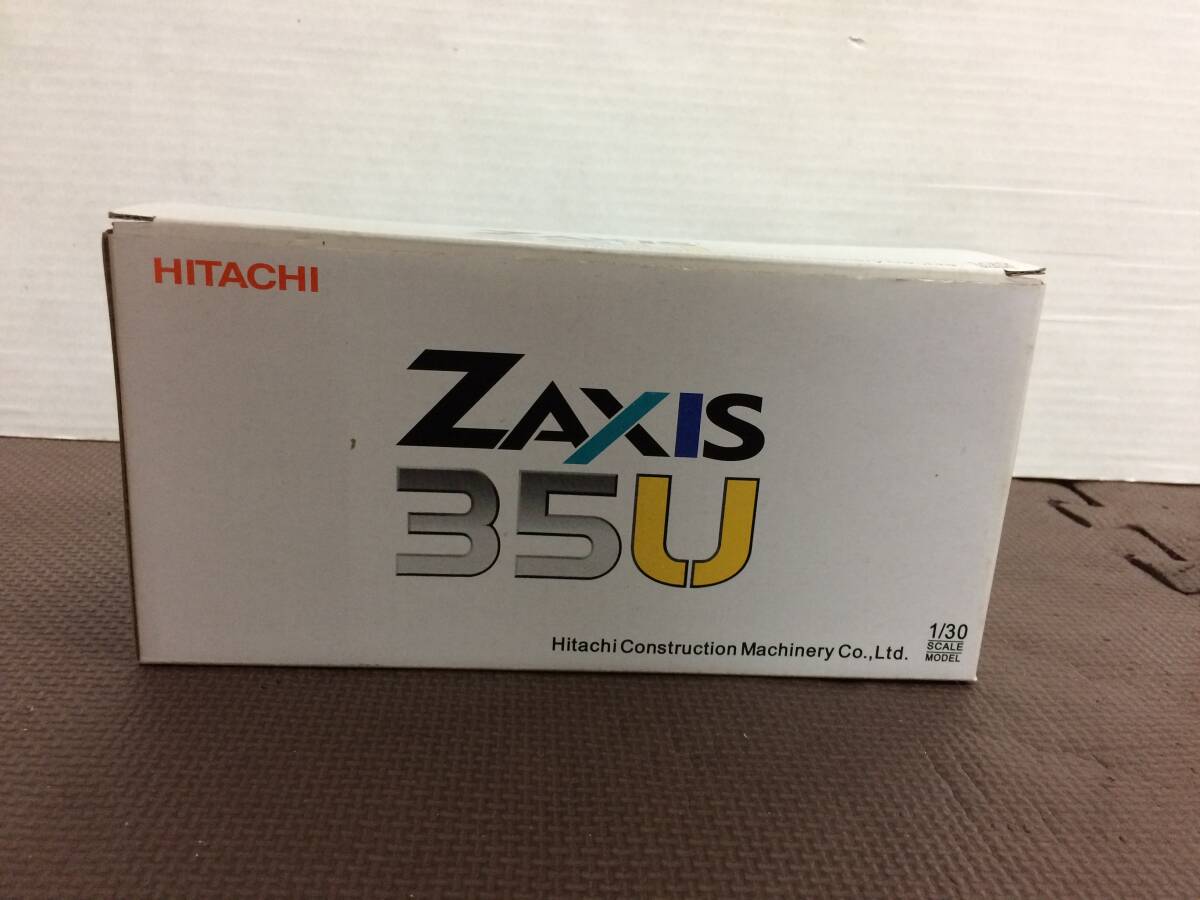 HITACHI
ZAXIS
35U
Hitachi Construction Machinery Co.,Ltd.
1/30
SCALE
MODEL